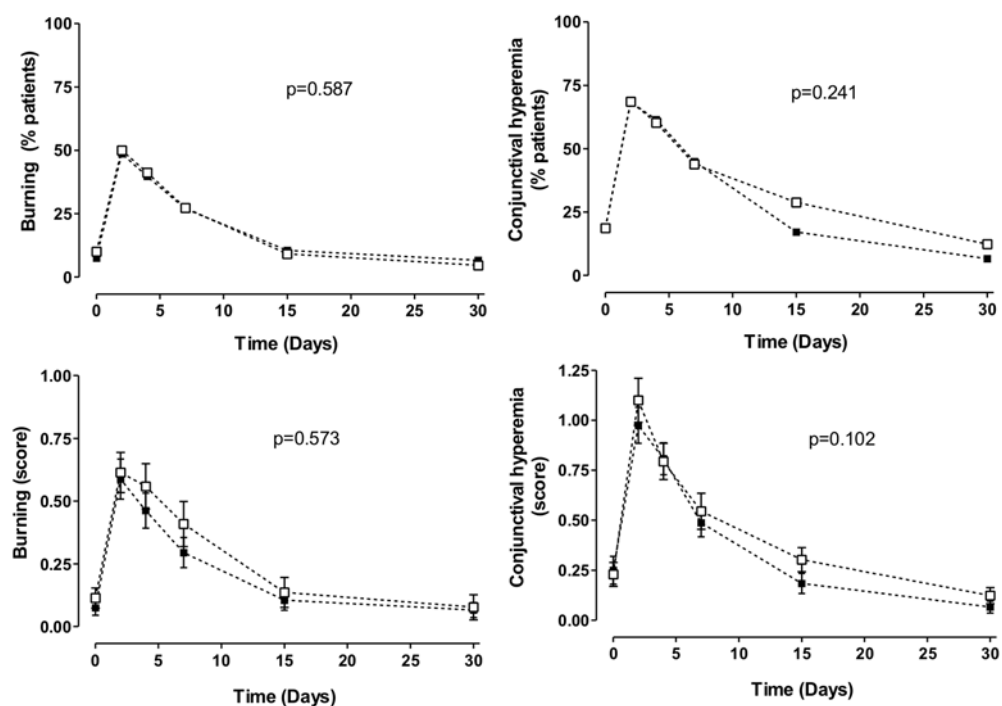 Burning (% patients)
100
75
50
25
0
p=0.587
0 5 10 15 20 25 30
Time (Days)
Conjunctival hyperemia
(% patients)
100
75
50
25
0
p=0.241
0 5 10 15 20 25 30
Time (Days)
Burning (score)
1.00
0.75
0.50
0.25
0.00
p=0.573
0 5 10 15 20 25 30
Time (Days)
Conjunctival hyperemia
(score)
1.25
1.00
0.75
0.50
0.25
0.00
p=0.102
0 5 10 15 20 25 30
Time (Days)